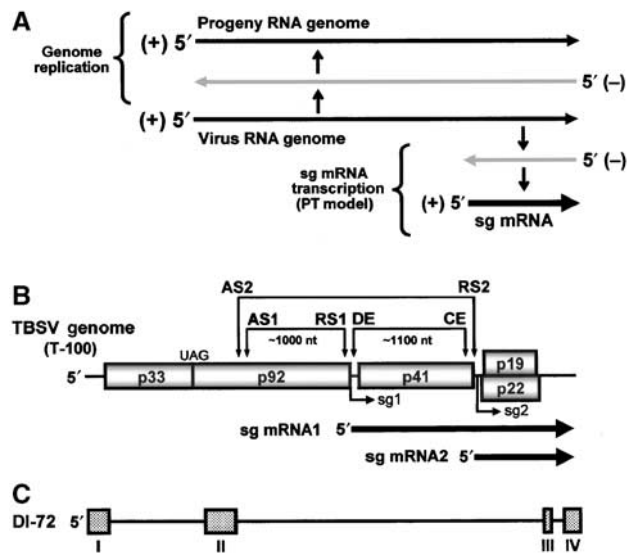 A
Progeny RNA genome
Genome
replication
(+) 5′
5′ (−)
(+) 5′
Virus RNA genome
sg mRNA
transcription
(PT model)
5′ (−)
(+) 5′
sg mRNA
B
AS2 RS2
TBSV genome
(T-100)
AS1 RS1 DE CE
~1000 nt ~1100 nt
UAG
5′ p33 p92 p41 p19
p22
sg1 sg2
sg mRNA1 5′
sg mRNA2 5′
C
DI-72 5′
I II III IV